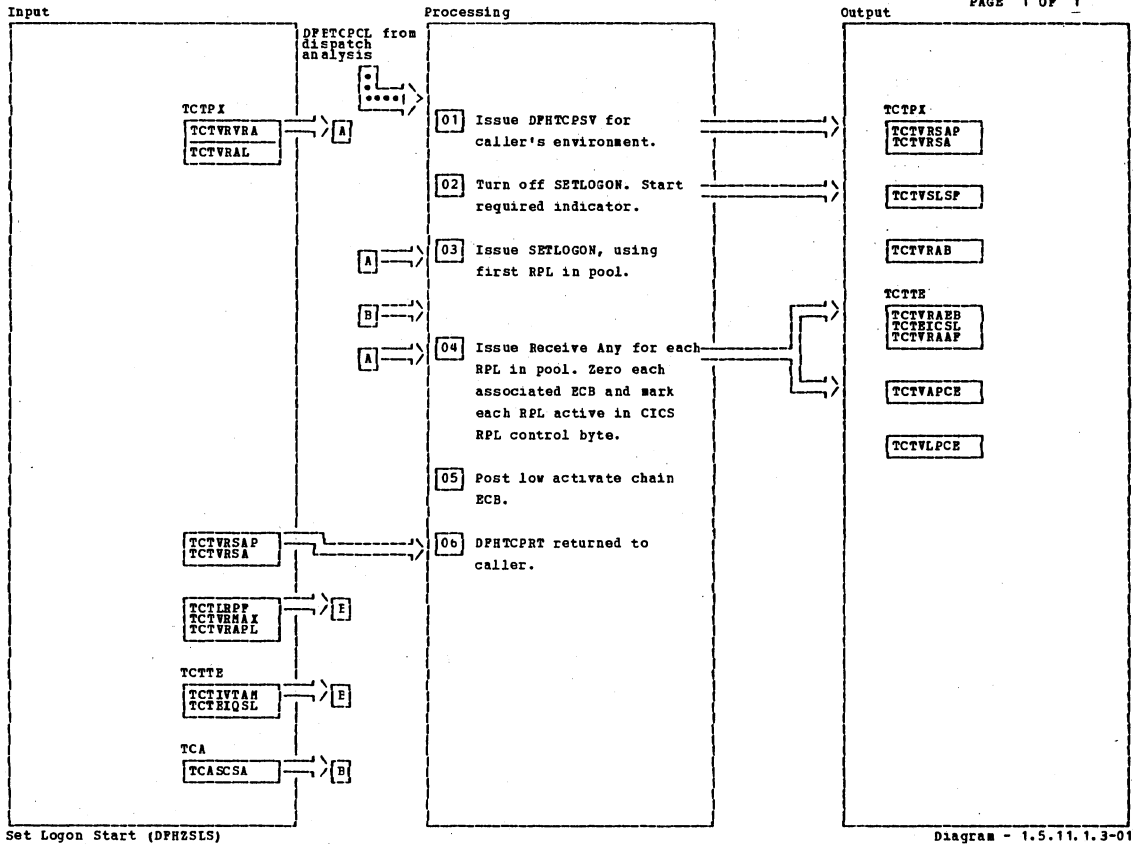 PAGE 1 OF 1
Input
Processing
Output
DFETCPCL from
dispatch
analysis
TCTPX
TCTVRVRA
TCTVRAL
A
01 Issue DFHTCPSV for
caller's environment.
02 Turn off SETLOGON. Start
required indicator.
A
03 Issue SETLOGON, using
first RPL in pool.
B
A
04 Issue Receive Any for each
RPL in pool. Zero each
associated ECB and mark
each RPL active in CICS
RPL control byte.
05 Post low activate chain
ECB.
TCTVRSAP
TCTVRSA
06 DFHTCPRT returned to
caller.
TCTLRPF
TCTVRMAX
TCTVRAPL
E
TCTTE
TCTIVTAM
TCTEIQSL
E
TCA
TCASCSA
B
TCTPX
TCTVRSAP
TCTVRSA
TCTVSLSP
TCTVRAB
TCTTE
TCTVRAEB
TCTEICSL
TCTVRAAF
TCTVAPCE
TCTVLPCE
Set Logon Start (DFHZSLS)
Diagram - 1.5.11.1.3-01